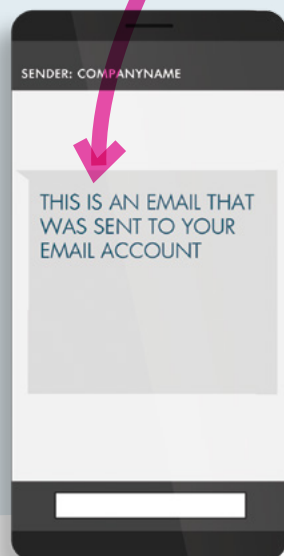 SENDER: COMPANYNAME
THIS IS AN EMAIL THAT
WAS SENT TO YOUR
EMAIL ACCOUNT